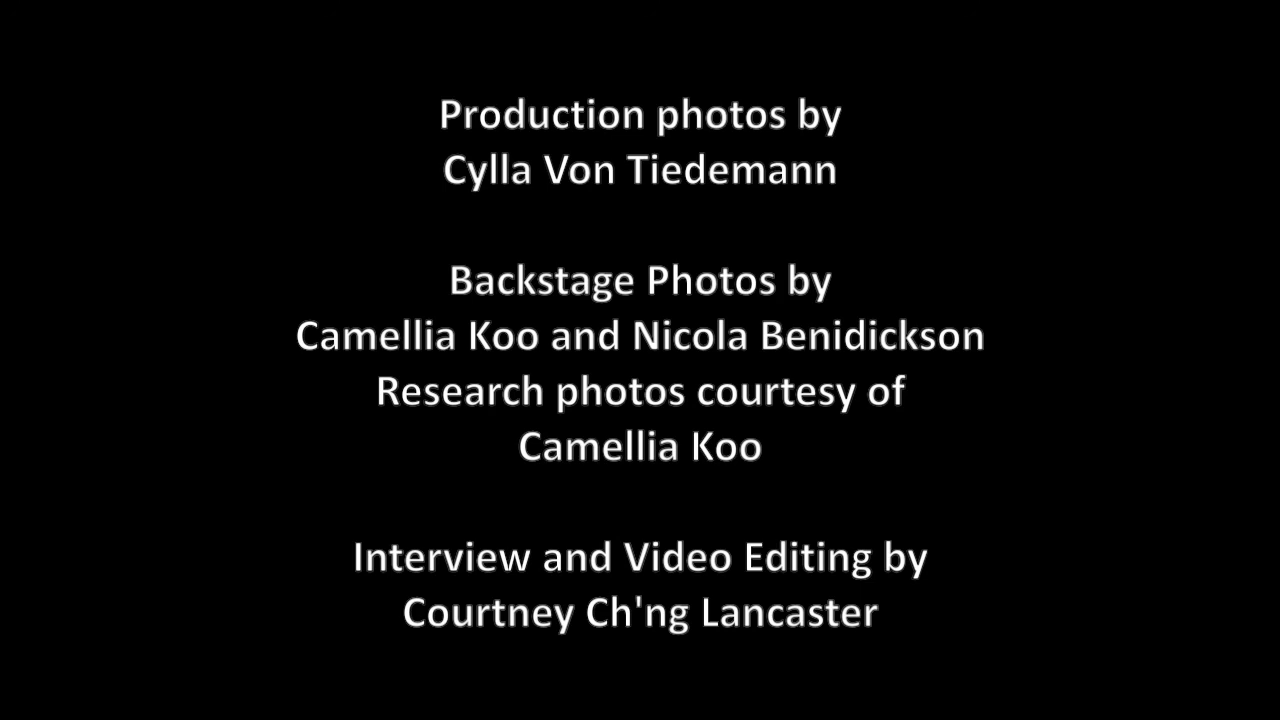 Production photos by
Cylla Von Tiedemann
Backstage Photos by
Camellia Koo and Nicola Benidickson
Research photos courtesy of
Camellia Koo
Interview and Video Editing by
Courtney Ch'ng Lancaster